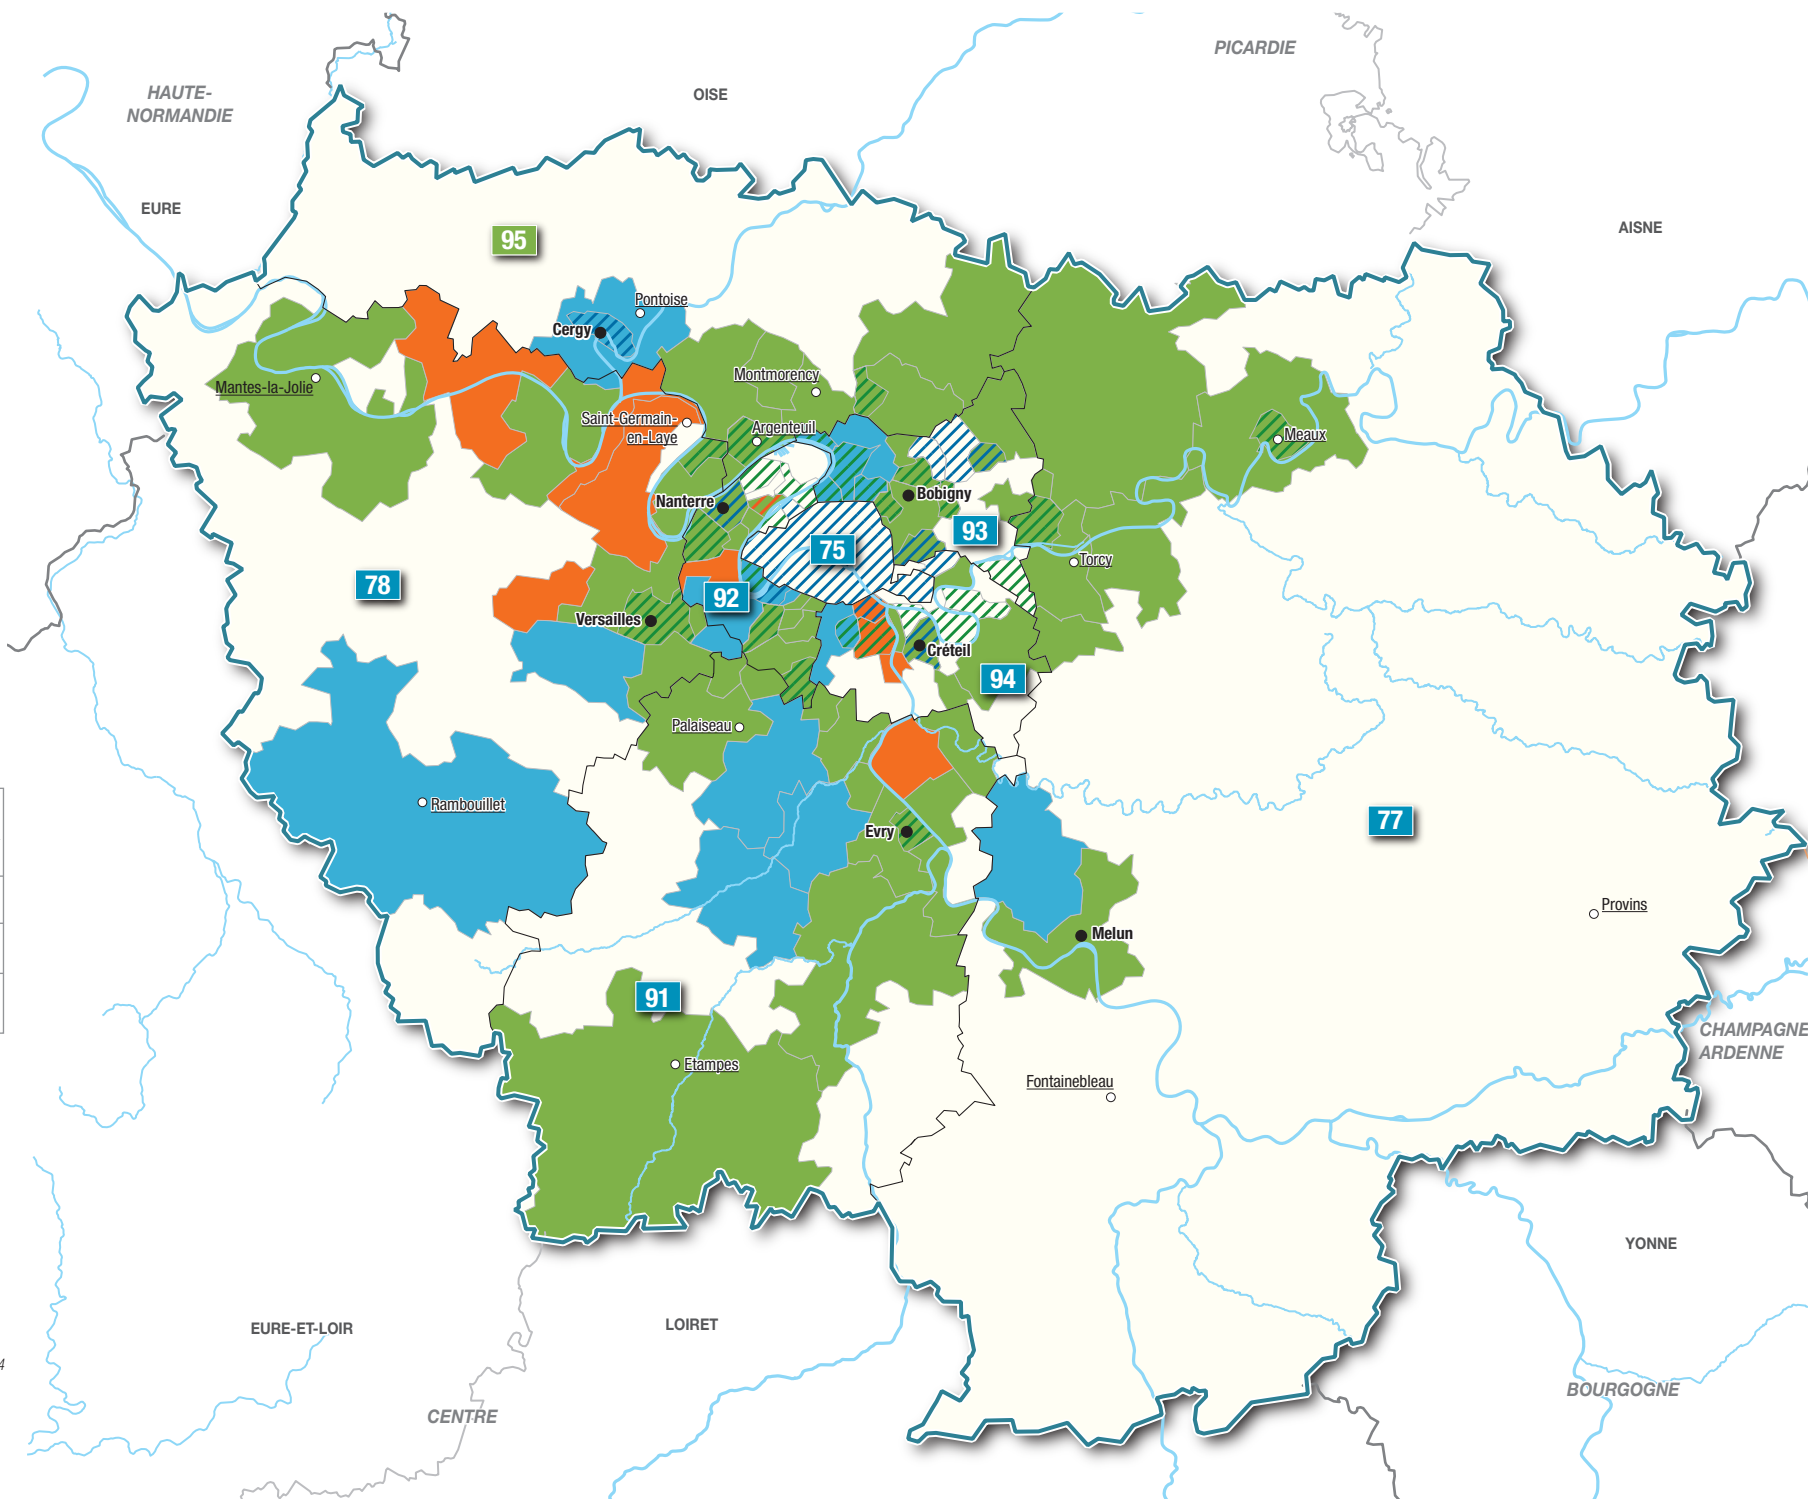 PICARDIE
HAUTE-
NORMANDIE
OISE
EURE
AISNE
95
Pontoise
Cergy
Montmorency
Mantes-la-Jolie
Saint-Germain-
en-Laye
Argenteuil
Meaux
Nanterre
Bobigny
93
75
Torcy
78
92
Versailles
Créteil
94
Palaiseau
Rambouillet
77
Evry
Provins
Melun
91
CHAMPAGNE
ARDENNE
Etampes
Fontainebleau
YONNE
LOIRET
EURE-ET-LOIR
4
BOURGOGNE
CENTRE